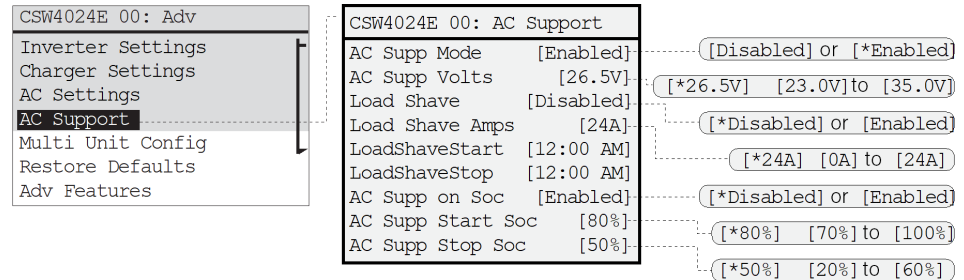 CSW4024E 00: Adv
Inverter Settings
Charger Settings
AC Settings
AC Support
Multi Unit Config
Restore Defaults
Adv Features
CSW4024E 00: AC Support
AC Supp Mode [Enabled]
AC Supp Volts [26.5V]
Load Shave [Disabled]
Load Shave Amps [24A]
LoadShaveStart [12:00 AM]
LoadShaveStop [12:00 AM]
AC Supp on Soc [Enabled]
AC Supp Start Soc [80%]
AC Supp Stop Soc [50%]
[Disabled] or [*Enabled]
[*26.5V] [23.0V] to [35.0V]
[*Disabled] or [Enabled]
[*24A] [0A] to [24A]
[*Disabled] or [Enabled]
[*80%] [70%] to [100%]
[*50%] [20%] to [60%]